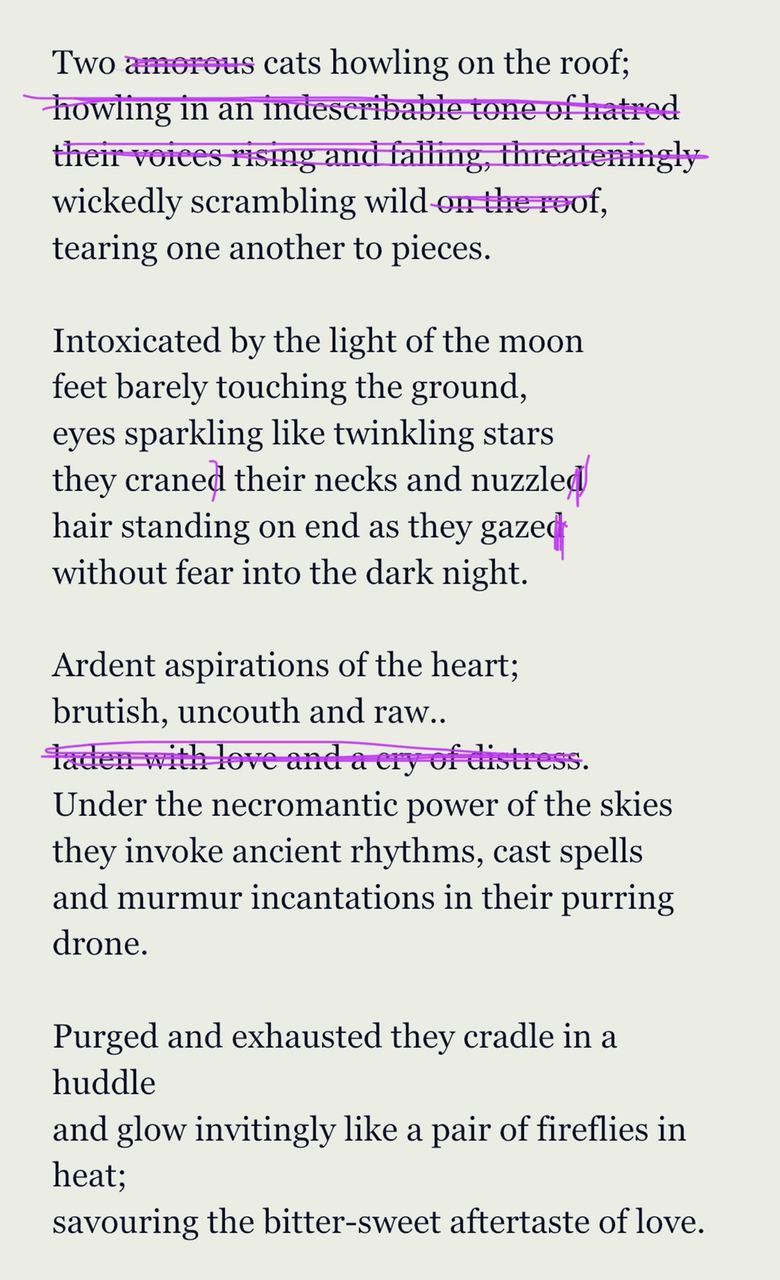 Two amorous cats howling on the roof;
howling in an indescribable tone of hatred
their voices rising and falling, threateningly
wickedly scrambling wild on the roof,
tearing one another to pieces.

Intoxicated by the light of the moon
feet barely touching the ground,
eyes sparkling like twinkling stars
they craned their necks and nuzzled
hair standing on end as they gazed
without fear into the dark night.

Ardent aspirations of the heart;
brutish, uncouth and raw..
laden with love and a cry of distress.
Under the necromantic power of the skies
they invoke ancient rhythms, cast spells
and murmur incantations in their purring
drone.

Purged and exhausted they cradle in a
huddle
and glow invitingly like a pair of fireflies in
heat;
savouring the bitter-sweet aftertaste of love.